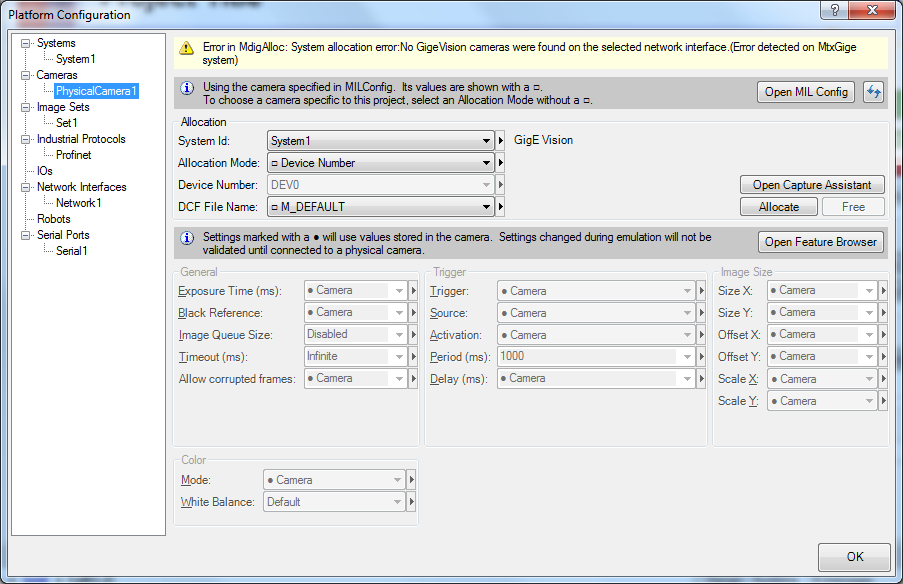 Platform Configuration
Systems
System1
Cameras
PhysicalCamera1
Image Sets
Set1
Industrial Protocols
Profinet
IOs
Network Interfaces
Network1
Robots
Serial Ports
Serial1
Error in MdigAlloc: System allocation error:No GigeVision cameras were found on the selected network interface.(Error detected on MtxGige
system)
Using the camera specified in MILConfig.  Its values are shown with a □.
To choose a camera specific to this project, select an Allocation Mode without a □.
Open MIL Config
Allocation
System Id: System1 GigE Vision
Allocation Mode: □ Device Number
Device Number: DEV0 Open Capture Assistant
DCF File Name: □ M_DEFAULT Allocate Free
Settings marked with a ● will use values stored in the camera.  Settings changed during emulation will not be
validated until connected to a physical camera.
Open Feature Browser
General
Exposure Time (ms): ● Camera
Black Reference: ● Camera
Image Queue Size: Disabled
Timeout (ms): Infinite
Allow corrupted frames: ● Camera
Trigger
Trigger: ● Camera
Source: ● Camera
Activation: ● Camera
Period (ms): 1000
Delay (ms): ● Camera
Image Size
Size X: ● Camera
Size Y: ● Camera
Offset X: ● Camera
Offset Y: ● Camera
Scale X: ● Camera
Scale Y: ● Camera
Color
Mode: ● Camera
White Balance: Default
OK